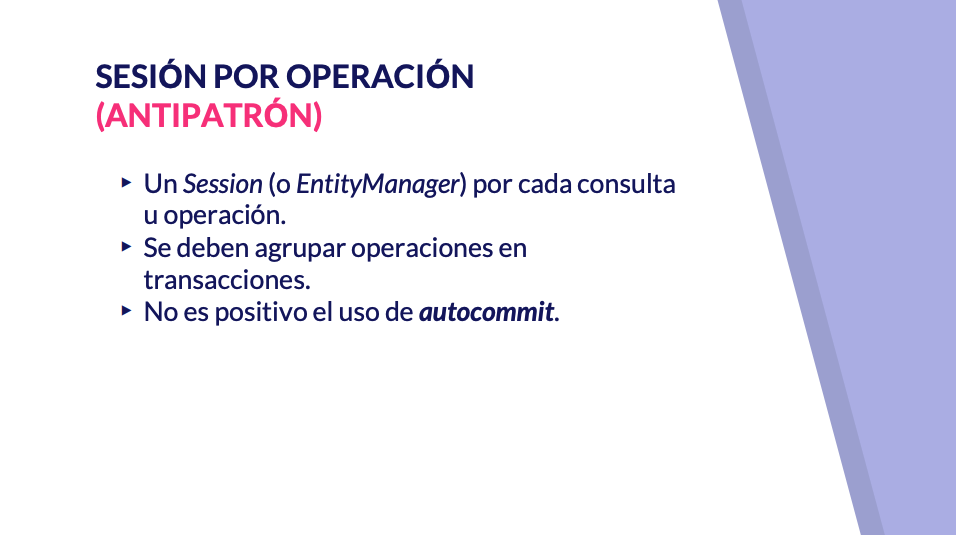 SESIÓN POR OPERACIÓN
(ANTIPATRÓN)
▸ Un Session (o EntityManager) por cada consulta
u operación.
▸ Se deben agrupar operaciones en
transacciones.
▸ No es positivo el uso de autocommit.